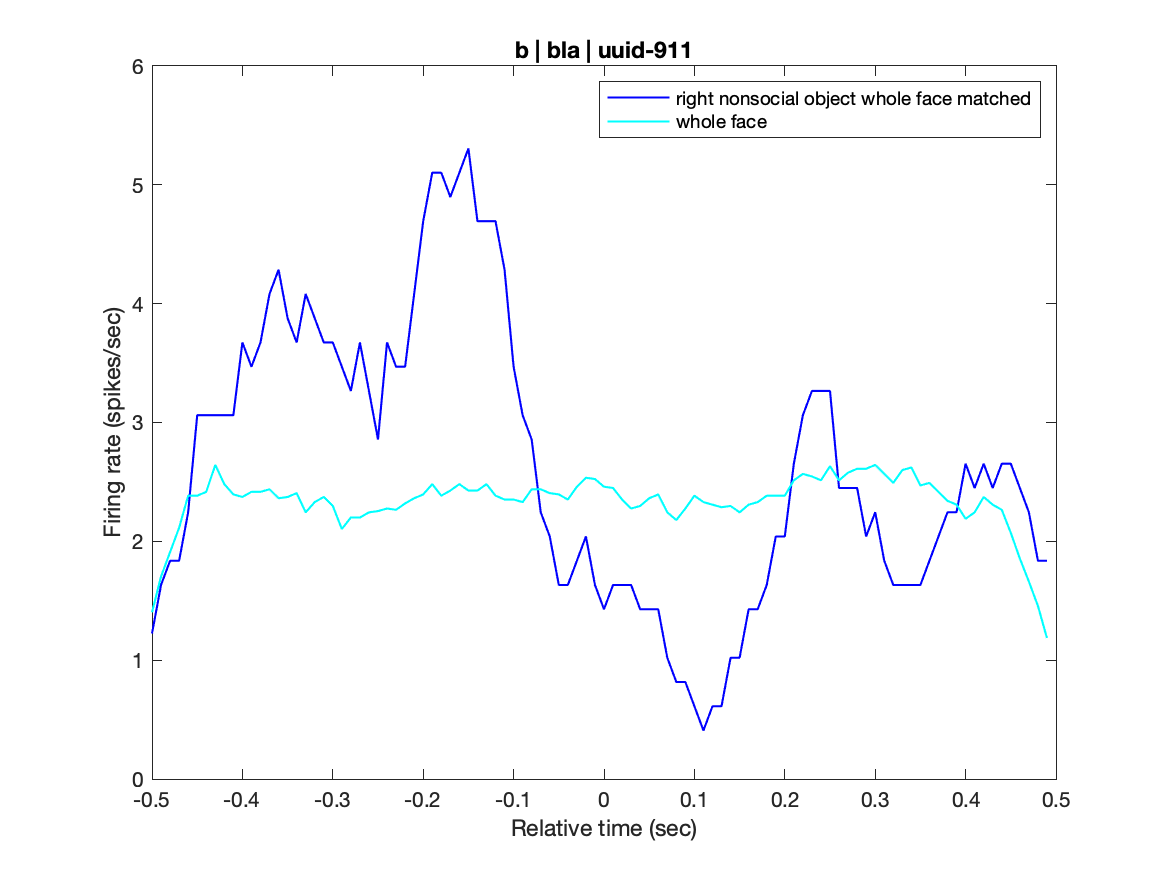 b | bla | uuid-911
right nonsocial object whole face matched
whole face
Firing rate (spikes/sec)
6
5
4
3
2
1
0
-0.5 -0.4 -0.3 -0.2 -0.1 0 0.1 0.2 0.3 0.4 0.5
Relative time (sec)